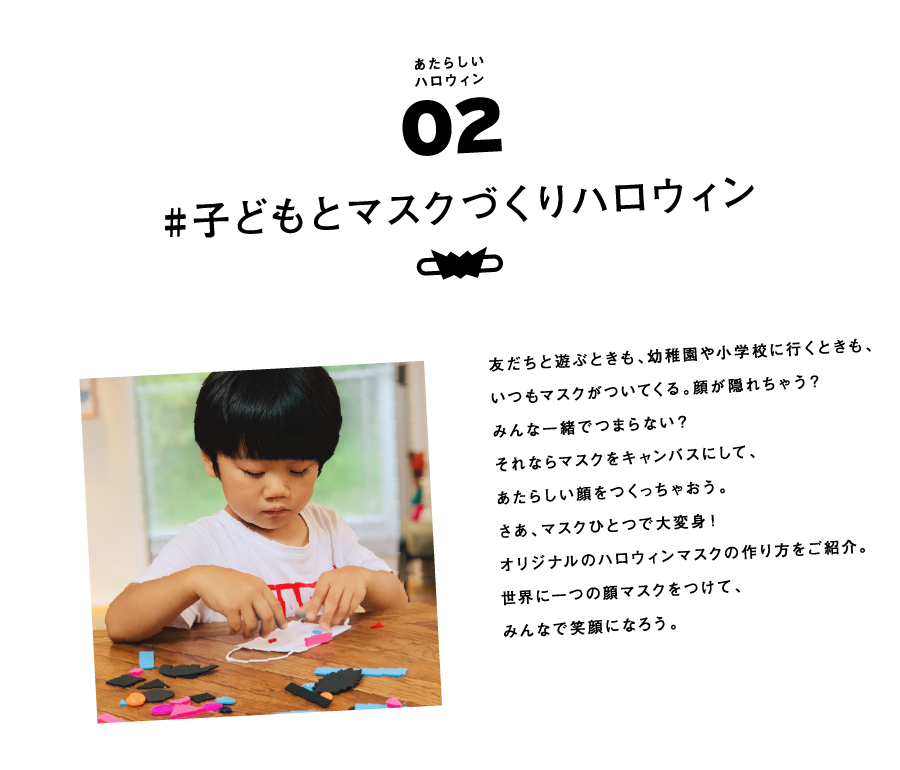 あたらしい
ハロウィン
02
#子どもとマスクづくりハロウィン
友だちと遊ぶときも、幼稚園や小学校に行くときも、
いつもマスクがついてくる。顔が隠れちゃう？
みんな一緒でつまらない？
それならマスクをキャンバスにして、
あたらしい顔をつくっちゃおう。
さあ、マスクひとつで大変身！
オリジナルのハロウィンマスクの作り方をご紹介。
世界に一つの顔マスクをつけて、
みんなで笑顔になろう。